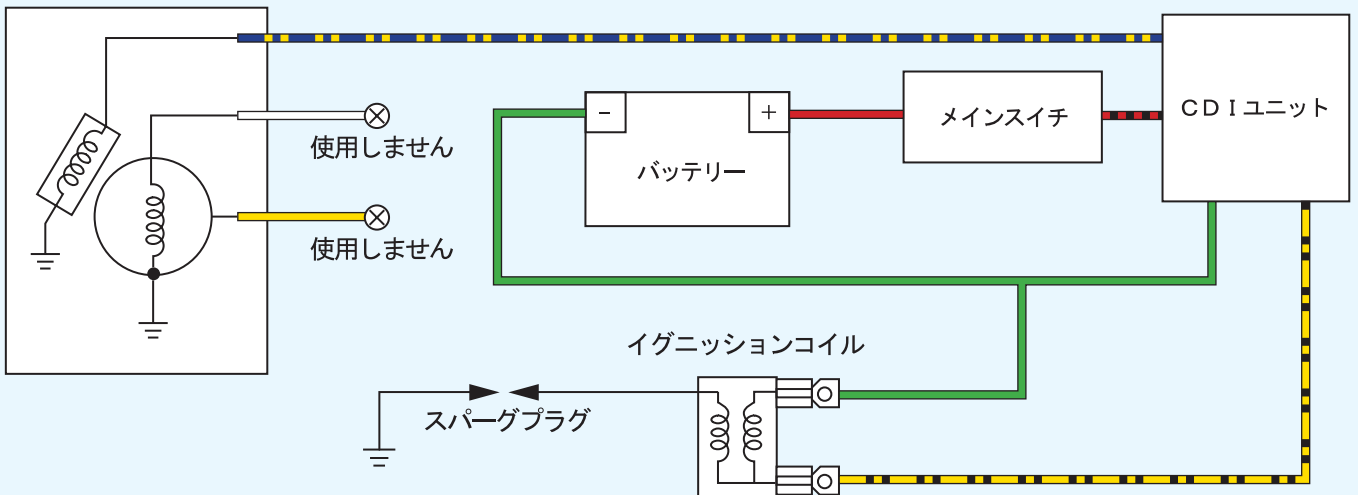 使用しません
使用しません
-
+
バッテリー
メインスイチ
CDIユニット
イグニッションコイル
スパーグプラグ